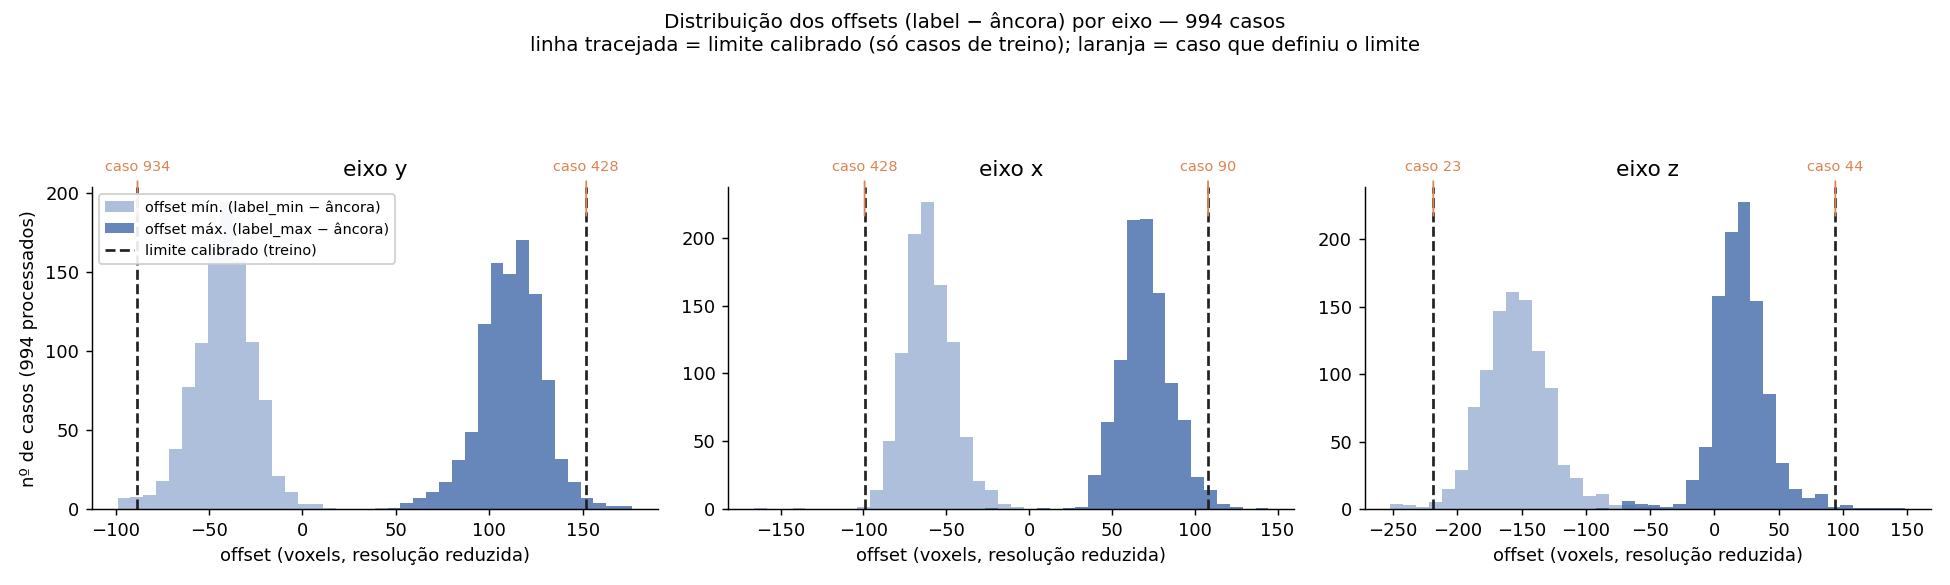 Distribuição dos offsets (label − âncora) por eixo — 994 casos
linha tracejada = limite calibrado (só casos de treino); laranja = caso que definiu o limite
caso 934
eixo y
caso 428
200
150
100
50
0
nº de casos (994 processados)
offset mín. (label_min − âncora)
offset máx. (label_max − âncora)
limite calibrado (treino)
−100 −50 0 50 100 150
offset (voxels, resolução reduzida)
caso 428
eixo x
caso 90
200
150
100
50
0
−150 −100 −50 0 50 100 150
offset (voxels, resolução reduzida)
caso 23
eixo z
caso 44
200
150
100
50
0
−250 −200 −150 −100 −50 0 50 100 150
offset (voxels, resolução reduzida)